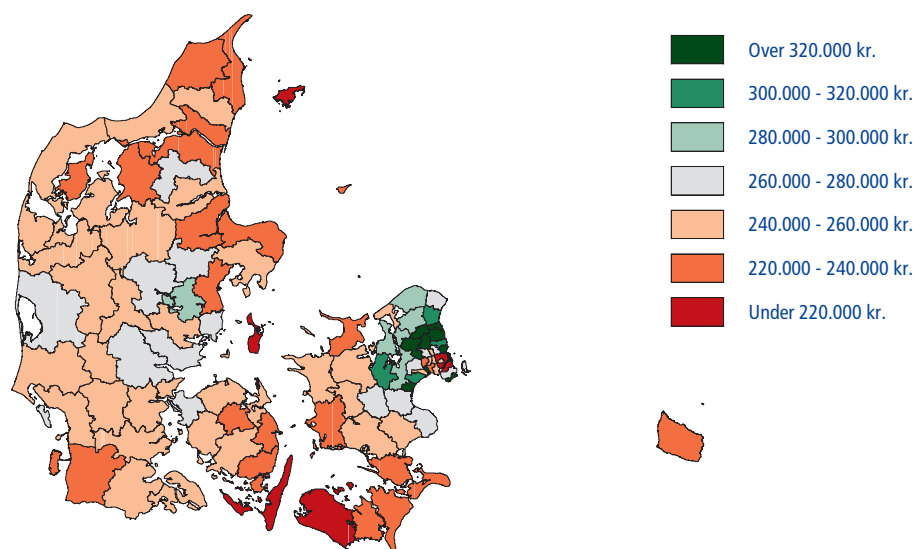 Over 320.000 kr.
300.000 - 320.000 kr.
280.000 - 300.000 kr.
260.000 - 280.000 kr.
240.000 - 260.000 kr.
220.000 - 240.000 kr.
Under 220.000 kr.